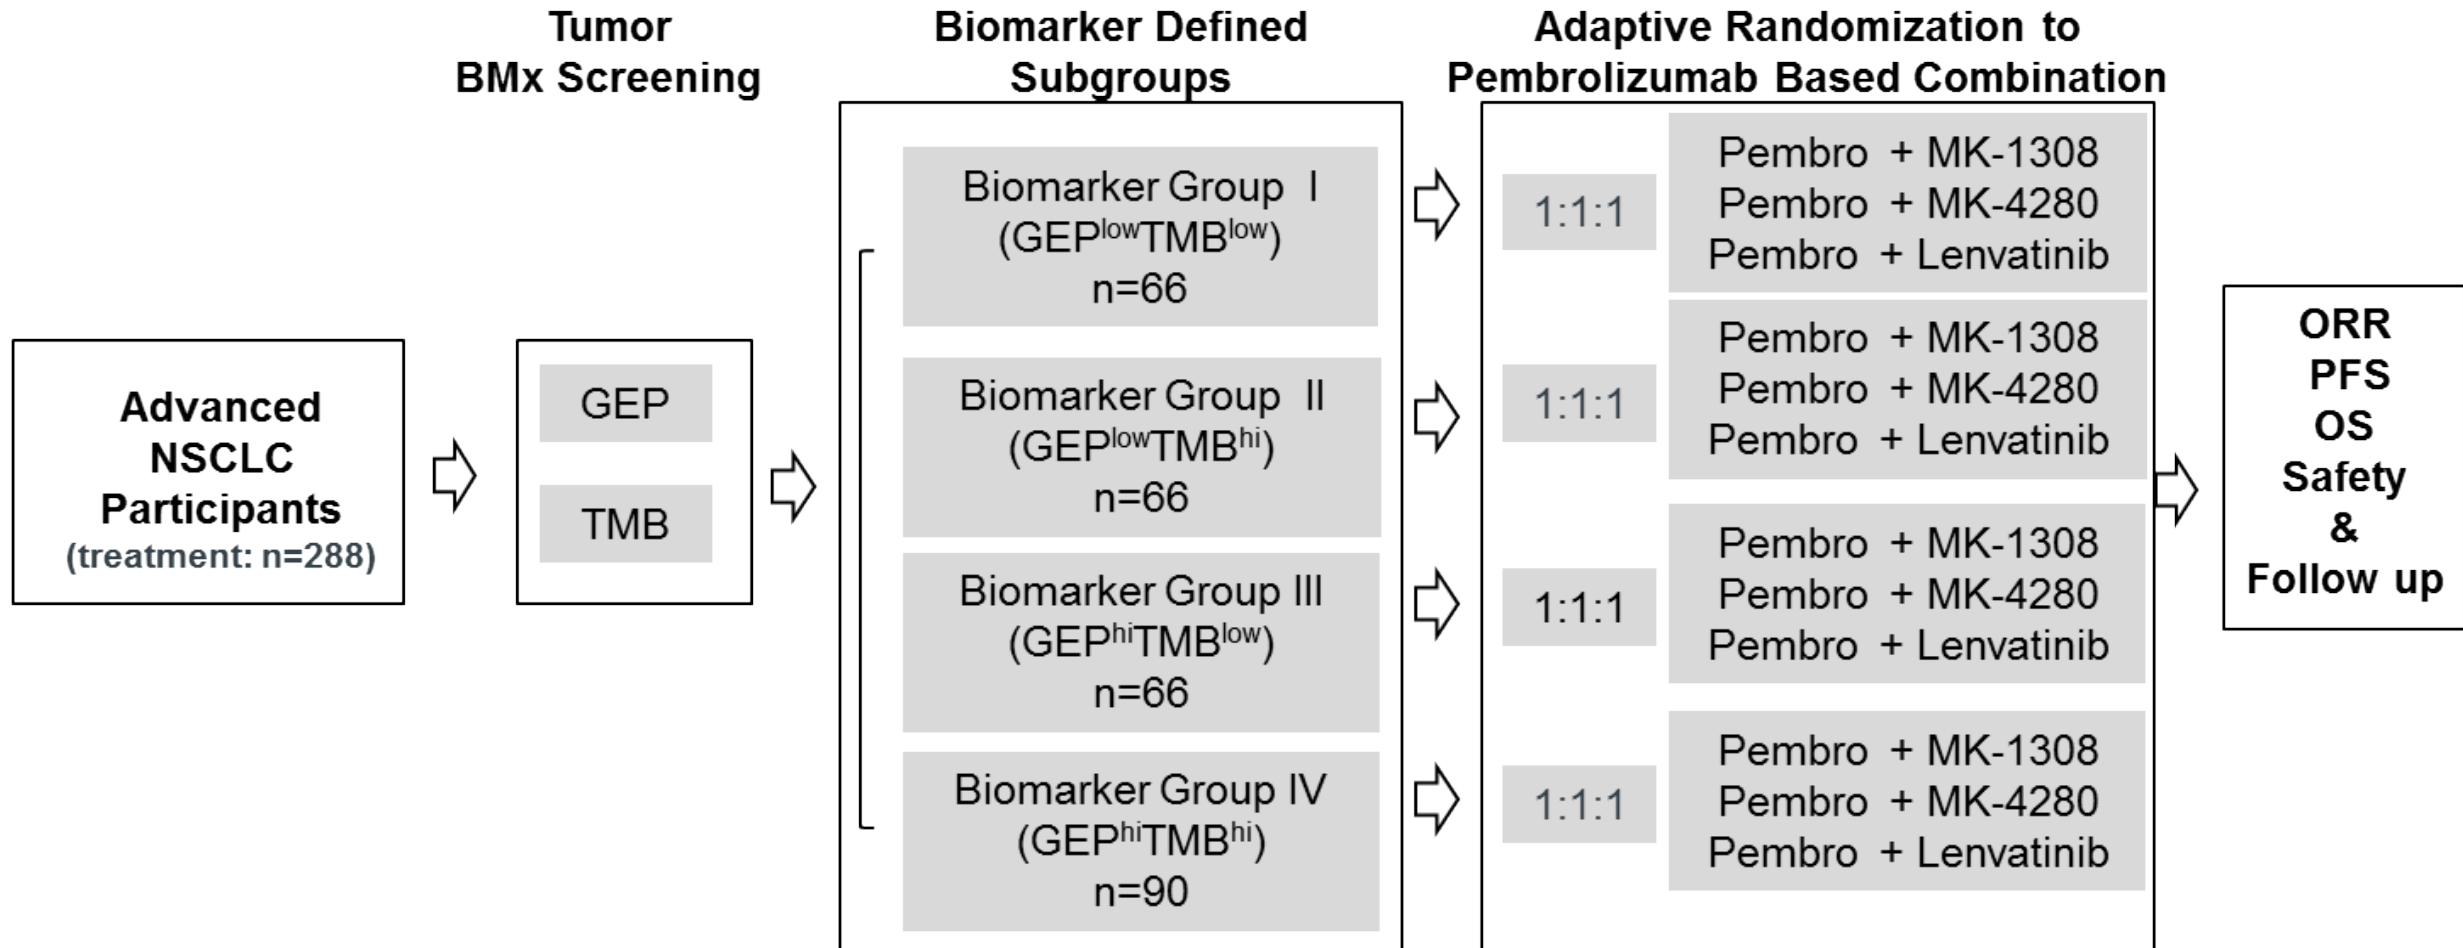 Tumor
BMx Screening
Biomarker Defined
Subgroups
Adaptive Randomization to
Pembrolizumab Based Combination
Advanced
NSCLC
Participants
(treatment: n=288)
GEP
TMB
Biomarker Group I
(GEPlowTMBlow)
n=66
Biomarker Group II
(GEPlowTMBhi)
n=66
Biomarker Group III
(GEPhiTMBlow)
n=66
Biomarker Group IV
(GEPhiTMBhi)
n=90
1:1:1
Pembro + MK-1308
Pembro + MK-4280
Pembro + Lenvatinib
1:1:1
Pembro + MK-1308
Pembro + MK-4280
Pembro + Lenvatinib
1:1:1
Pembro + MK-1308
Pembro + MK-4280
Pembro + Lenvatinib
1:1:1
Pembro + MK-1308
Pembro + MK-4280
Pembro + Lenvatinib
ORR
PFS
OS
Safety
&
Follow up